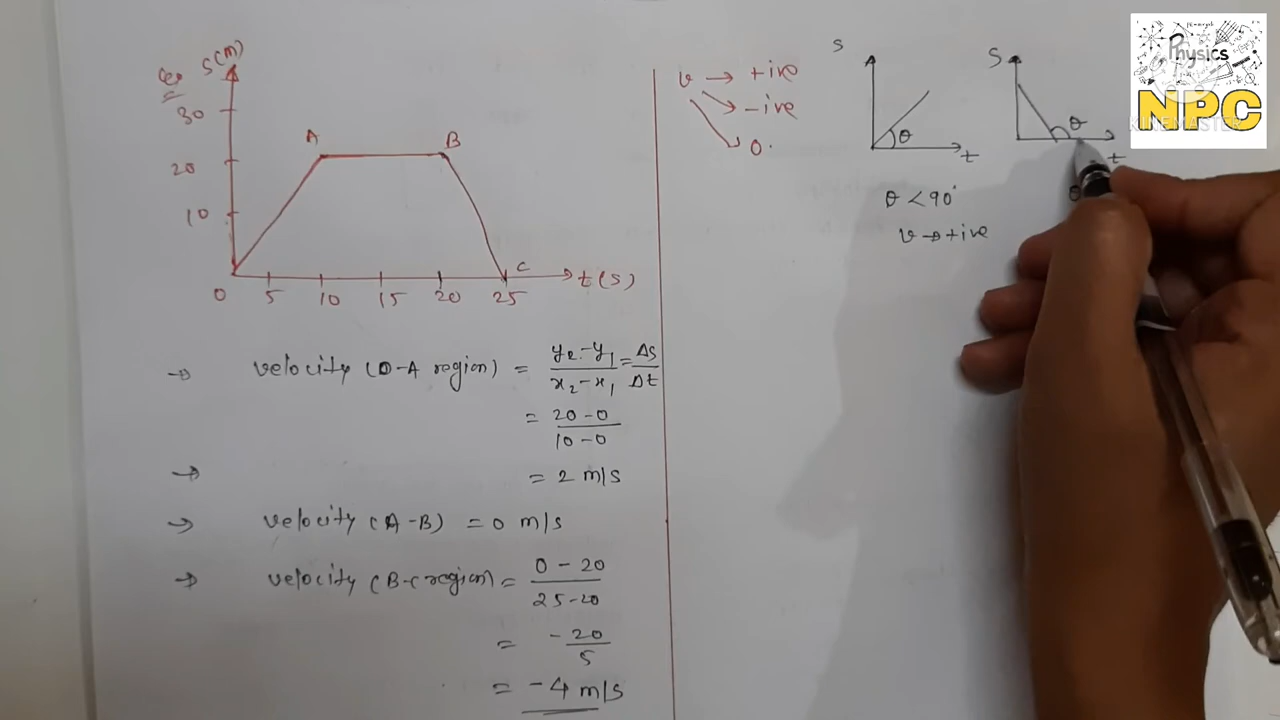 S(m)
30
20
10
A
B
C
t(s)
0 5 10 15 20 25
→ velocity (O-A region) = y₂-y₁/x₂-x₁ = Δs/Δt
= 20-0/10-0
→ = 2 m/s
→ velocity (A-B) = 0 m/s
→ velocity (B-C region) = 0-20/25-20
= -20/5
= -4 m/s
v → +ive
→ -ive
0.
S
θ
t
θ < 90°
v → +ive
S
θ
t
Physics
NPC
KINEMASTER